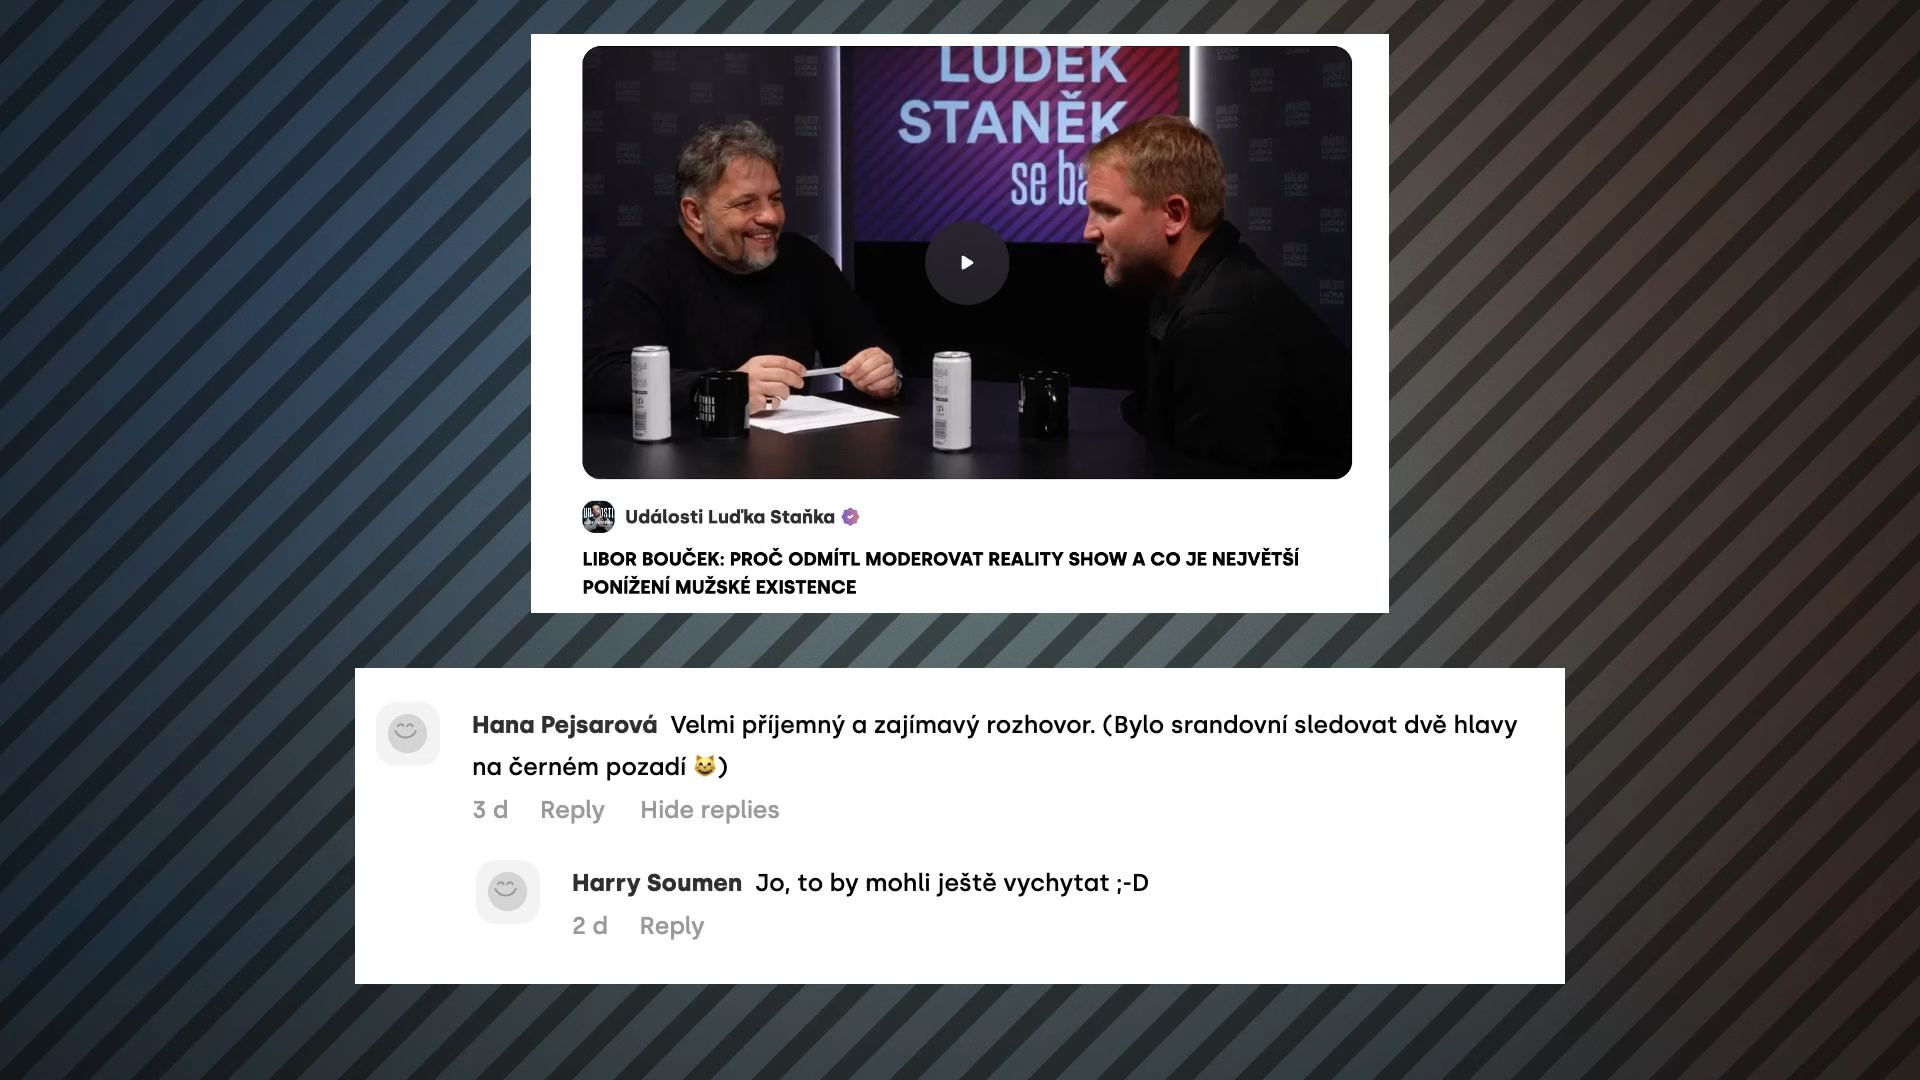 LUDĚK
STANĚK
se ba
Události Luďka Staňka
LIBOR BOUČEK: PROČ ODMÍTL MODEROVAT REALITY SHOW A CO JE NEJVĚTŠÍ
PONÍŽENÍ MUŽSKÉ EXISTENCE
Hana Pejsarová Velmi příjemný a zajímavý rozhovor. (Bylo srandovní sledovat dvě hlavy
na černém pozadí 😺)
3 d Reply Hide replies
Harry Soumen Jo, to by mohli ještě vychytat ;-D
2 d Reply